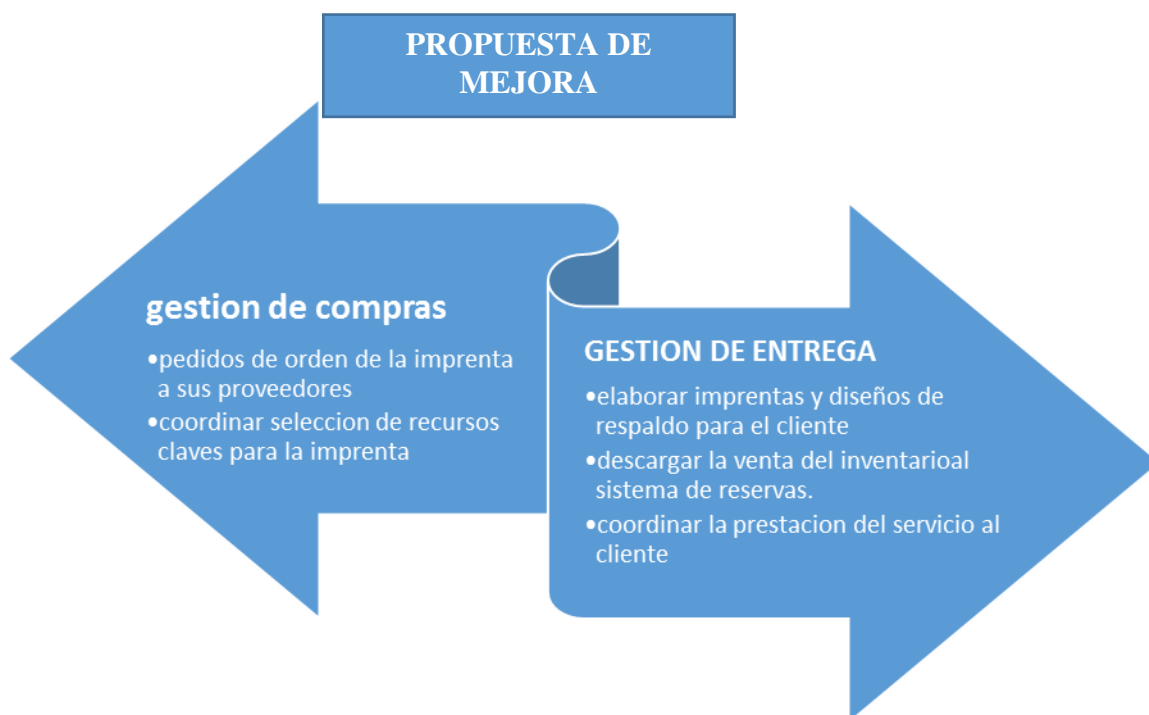 PROPUESTA DE
MEJORA
gestion de compras
•pedidos de orden de la imprenta
a sus proveedores
•coordinar seleccion de recursos
claves para la imprenta
GESTION DE ENTREGA
•elaborar imprentas y diseños de
respaldo para el cliente
•descargar la venta del inventarioal
sistema de reservas.
•coordinar la prestacion del servicio al
cliente